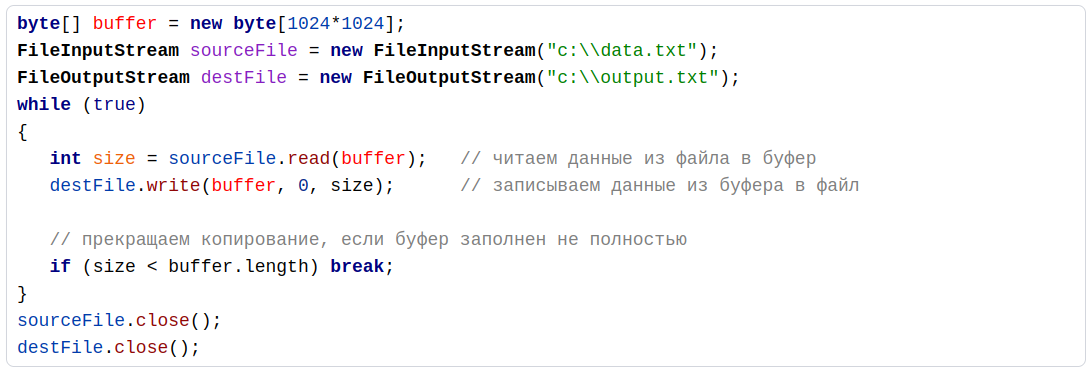 byte[] buffer = new byte[1024*1024];
FileInputStream sourceFile = new FileInputStream("c:\\data.txt");
FileOutputStream destFile = new FileOutputStream("c:\\output.txt");
while (true)
{
   int size = sourceFile.read(buffer);   // читаем данные из файла в буфер
   destFile.write(buffer, 0, size);      // записываем данные из буфера в файл
   // прекращаем копирование, если буфер заполнен не полностью
   if (size < buffer.length) break;
}
sourceFile.close();
destFile.close();